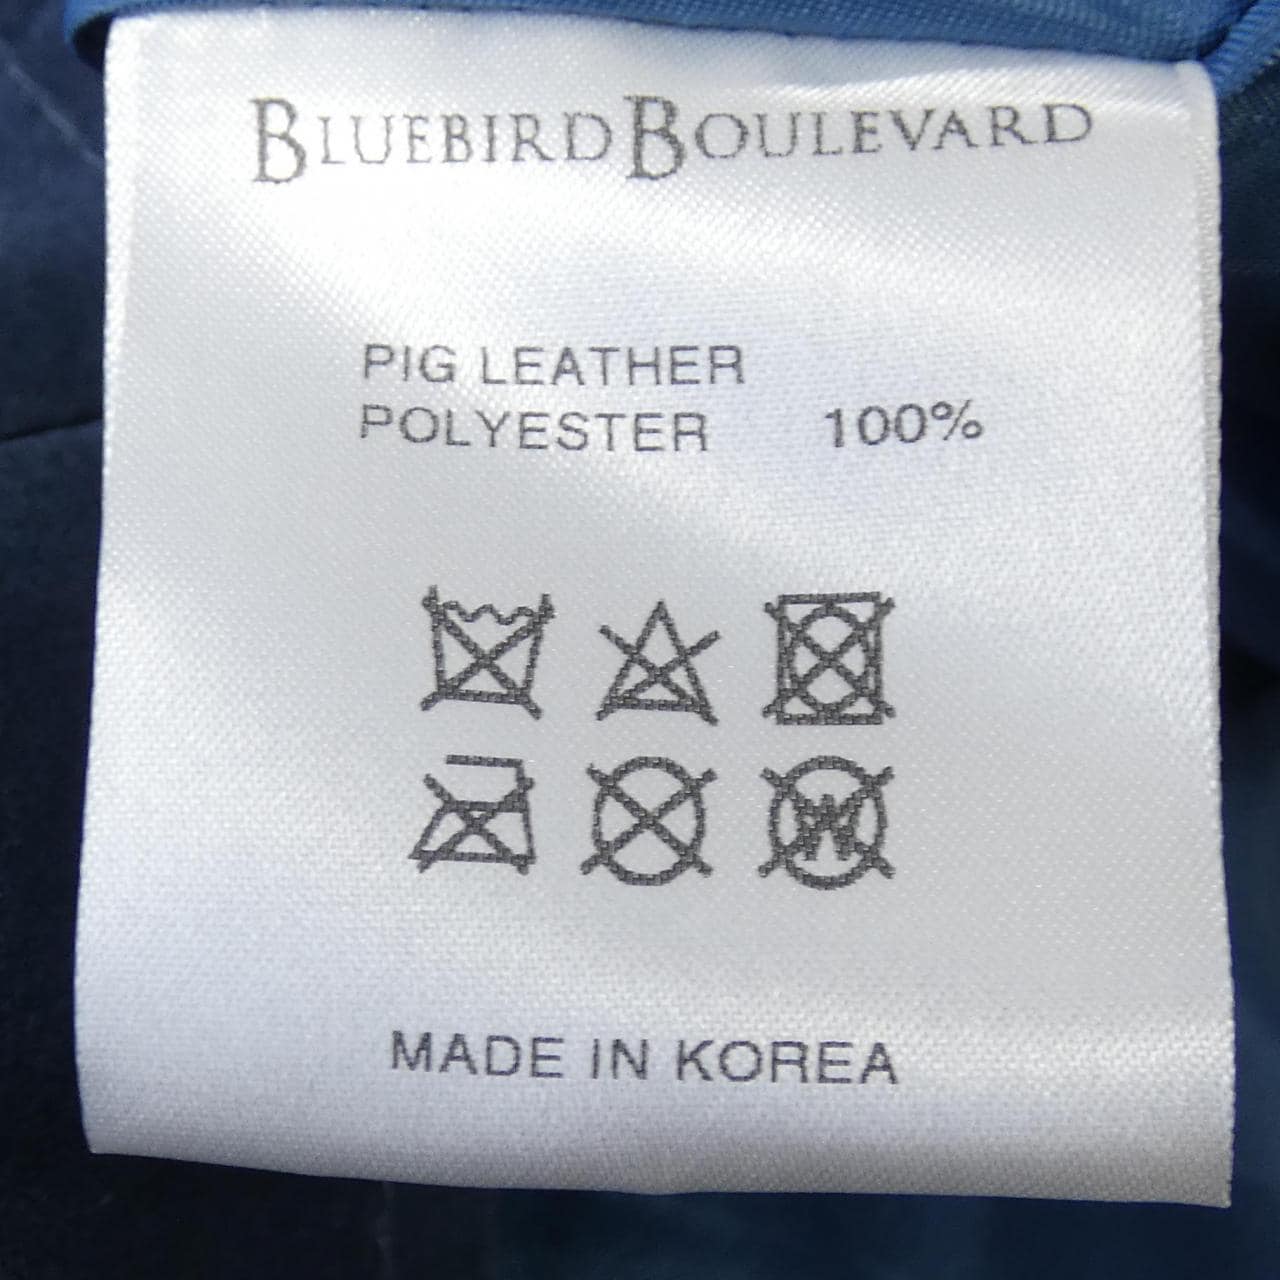 BLUEBIRD BOULEVARD
PIG LEATHER
POLYESTER 100%
W
MADE IN KOREA